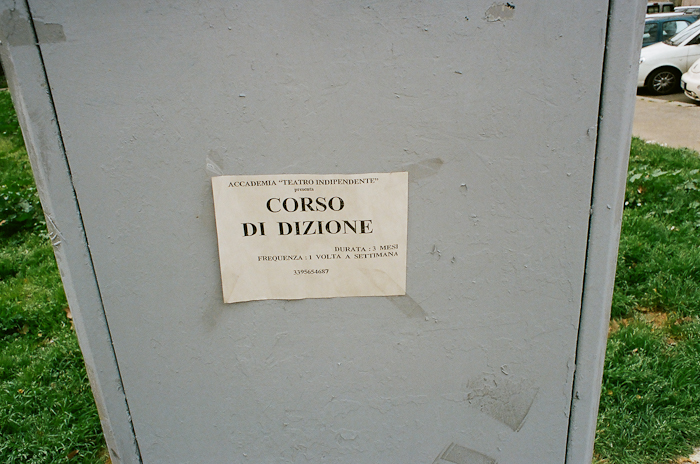 ACCADEMIA "TEATRO INDIPENDENTE"
presenta
CORSO
DI DIZIONE
DURATA : 3 MESI
FREQUENZA : 1 VOLTA A SETTIMANA
3395654687